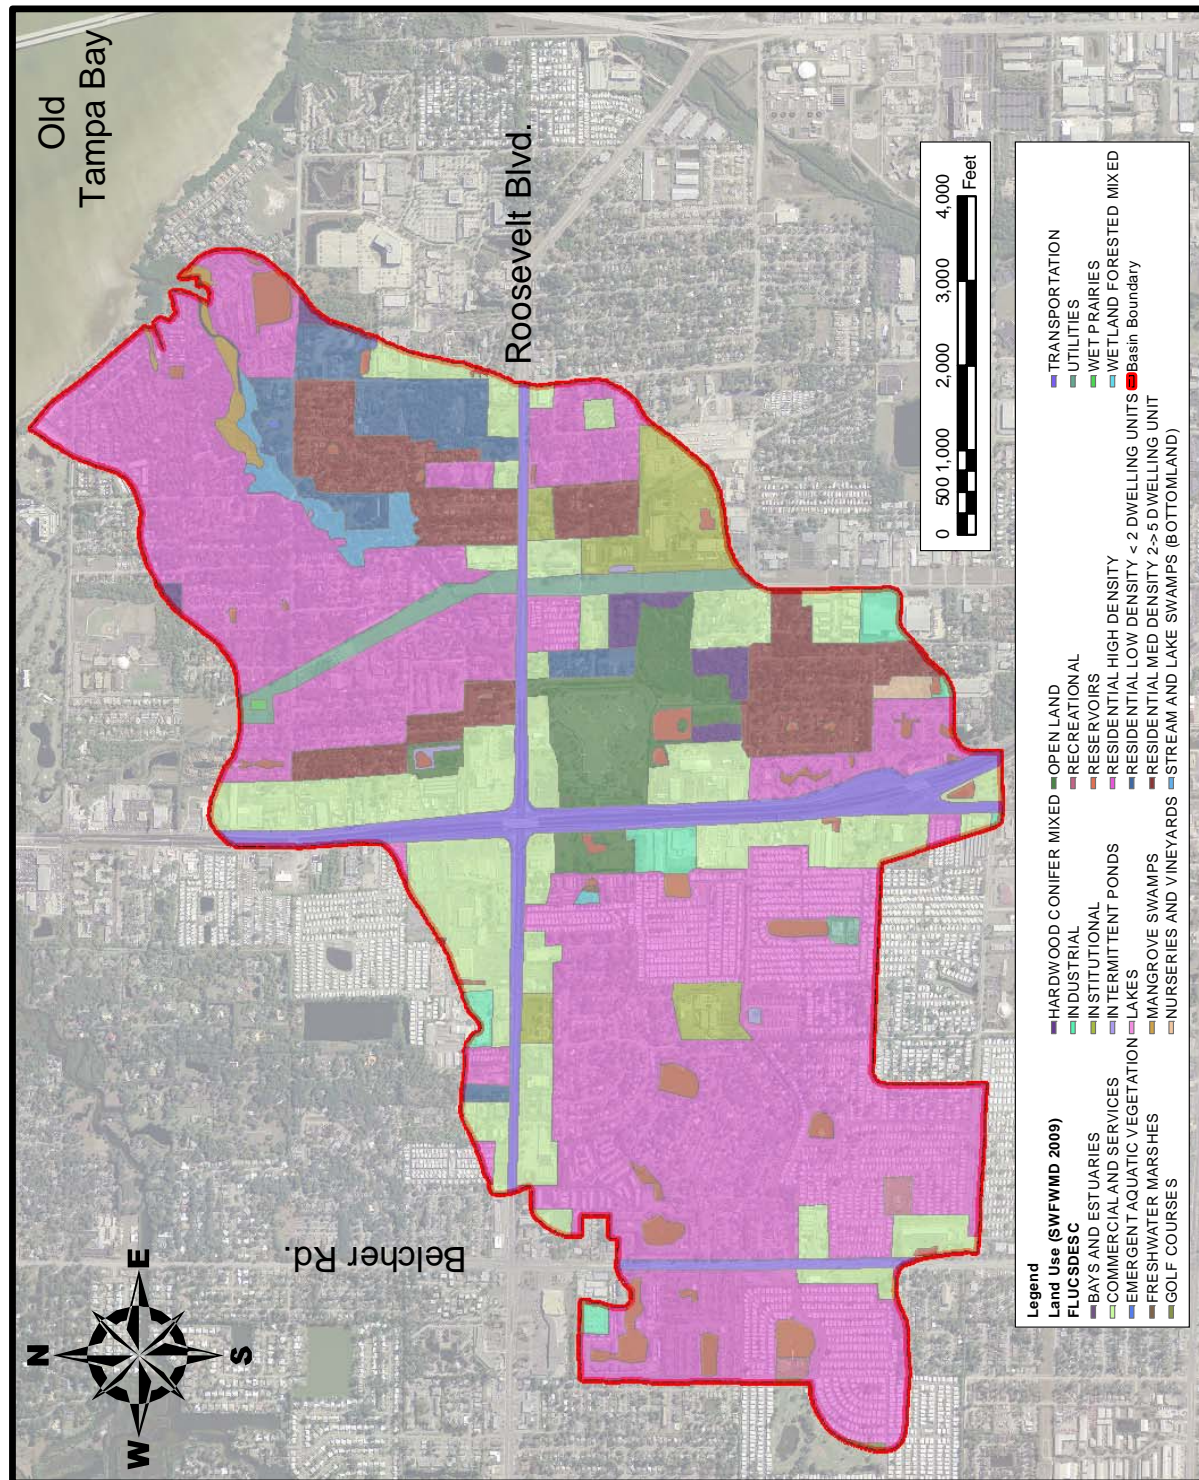 Old
Tampa Bay
Roosevelt Blvd.
Belcher Rd.
N
E
S
W
0 500 1,000 2,000 3,000 4,000
Feet
Legend
Land Use (SWFWMD 2009)
FLUCSDESC
BAYS AND ESTUARIES
COMMERCIAL AND SERVICES
EMERGENT AQUATIC VEGETATION
FRESHWATER MARSHES
GOLF COURSES
HARDWOOD CONIFER MIXED
INDUSTRIAL
INSTITUTIONAL
INTERMITTENT PONDS
LAKES
MANGROVE SWAMPS
NURSERIES AND VINEYARDS
OPEN LAND
RECREATIONAL
RESERVOIRS
RESIDENTIAL HIGH DENSITY
RESIDENTIAL LOW DENSITY < 2 DWELLING UNITS
RESIDENTIAL MED DENSITY 2->5 DWELLING UNIT
STREAM AND LAKE SWAMPS (BOTTOMLAND)
TRANSPORTATION
UTILITIES
WET PRAIRIES
WETLAND FORESTED MIXED
Basin Boundary